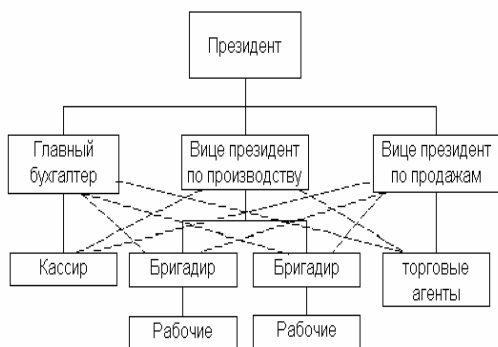 Президент
Главный
бухгалтер
Вице президент
по производству
Вице президент
по продажам
Кассир
Бригадир
Бригадир
торговые
агенты
Рабочие
Рабочие